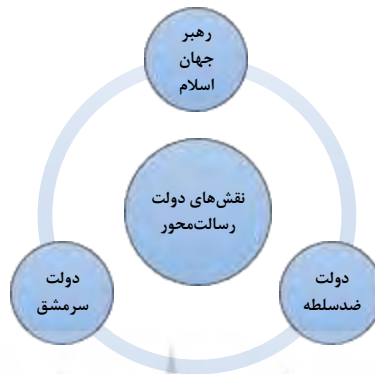 رهبر
جهان
اسلام
نقش‌های دولت
رسالت‌محور
دولت
ضدسلطه
دولت
سرمشق